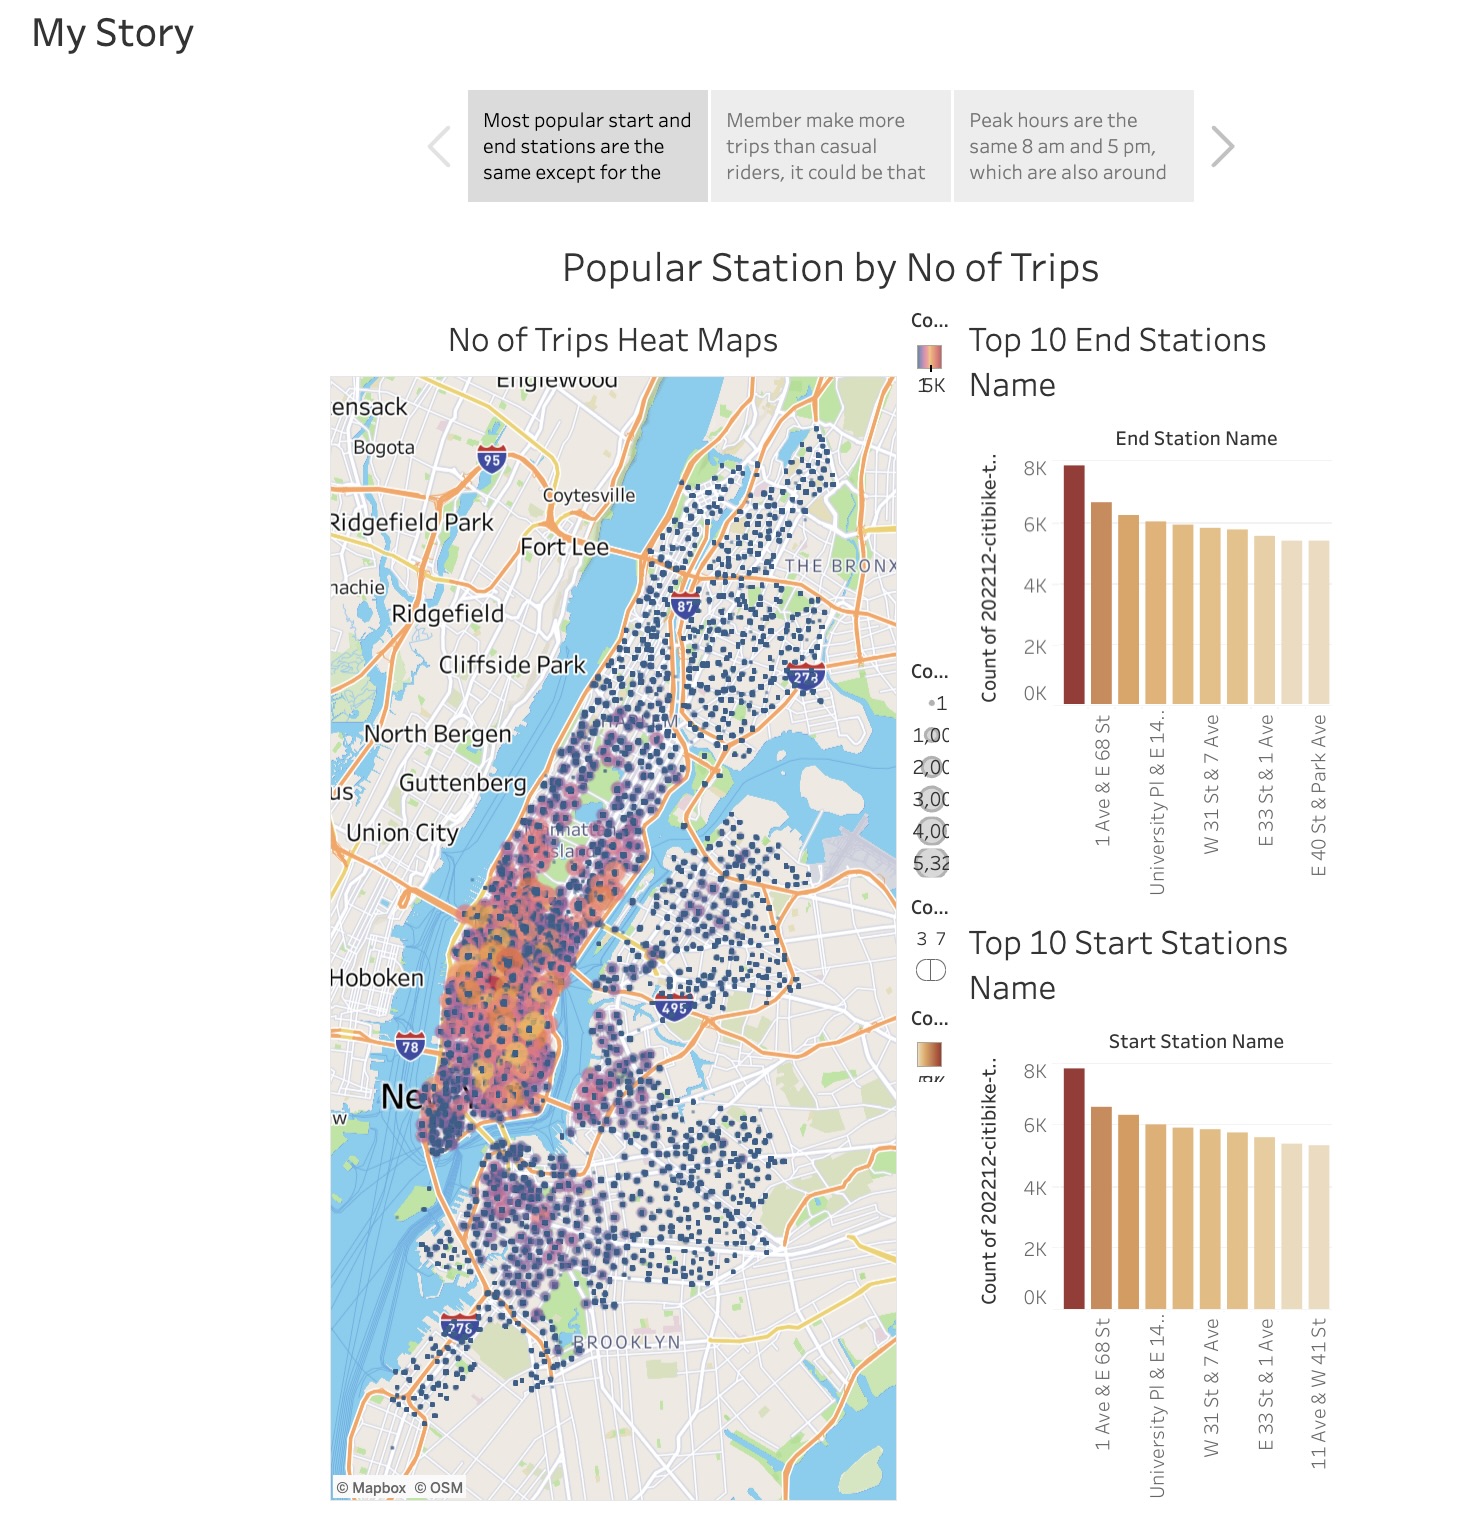 My Story
Most popular start and
end stations are the
same except for the
Member make more
trips than casual
riders, it could be that
Peak hours are the
same 8 am and 5 pm,
which are also around
Popular Station by No of Trips
No of Trips Heat Maps
Englewood
ensack
Bogota
95
Coytesville
Ridgefield Park
Fort Lee
THE BRONX
nachie
Ridgefield
87
Cliffside Park
North Bergen
Guttenberg
us
Union City
Hoboken
495
78
Ne
w
BROOKLYN
© Mapbox © OSM
Co...
Co...
1
1,00
2,00
3,00
4,00
5,32
Co...
3 7
Co...
Top 10 End Stations
Name
End Station Name
Count of 202212-citibike-t..
8K
6K
4K
2K
0K
1 Ave & E 68 St
University Pl & E 14..
W 31 St & 7 Ave
E 33 St & 1 Ave
E 40 St & Park Ave
Top 10 Start Stations
Name
Start Station Name
Count of 202212-citibike-t..
8K
6K
4K
2K
0K
1 Ave & E 68 St
University Pl & E 14..
W 31 St & 7 Ave
E 33 St & 1 Ave
11 Ave & W 41 St